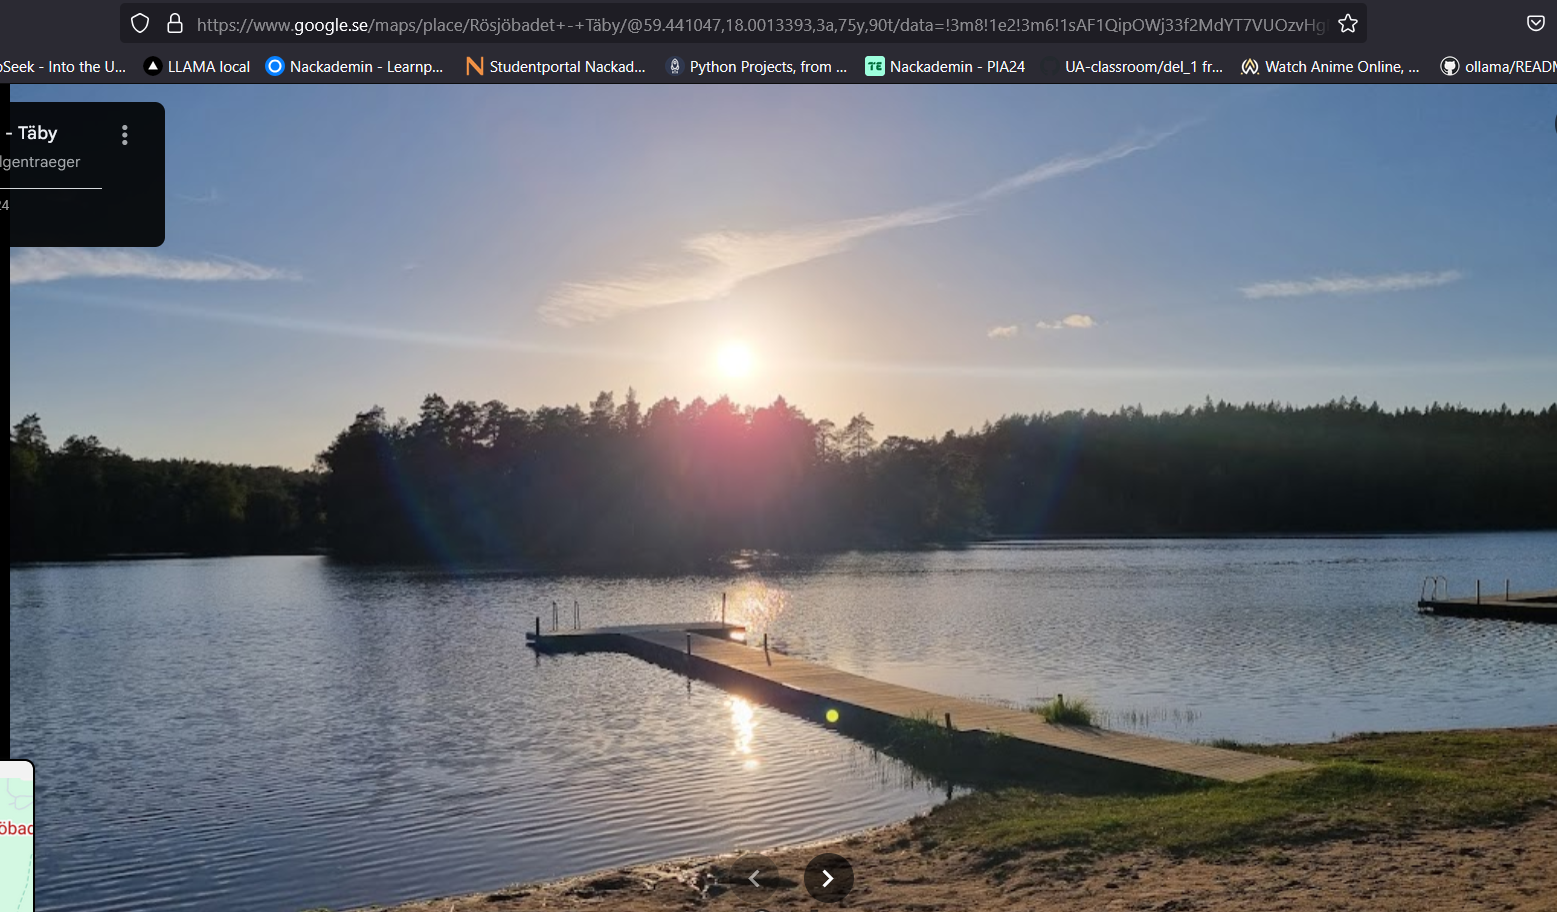 https://www.google.se/maps/place/Rösjöbadet+-+Täby/@59.441047,18.0013393,3a,75y,90t/data=!3m8!1e2!3m6!1sAF1QipOWj33f2MdYT7VUOzvHg
oSeek - Into the U... LLAMA local Nackademin - Learnp... Studentportal Nackad... Python Projects, from ... TE Nackademin - PIA24 UA-classroom/del_1 fr... Watch Anime Online, ... ollama/READM
- Täby
lgentraeger
24
öbad